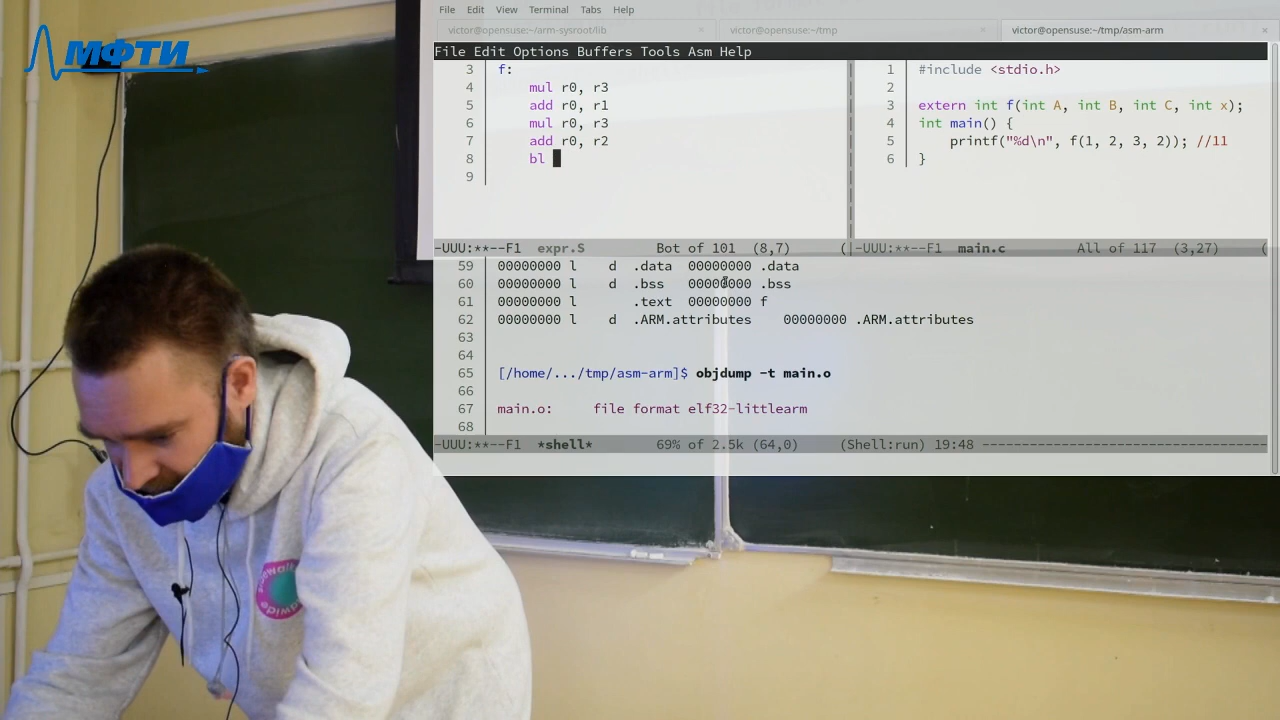 МФТИ
File Edit View Terminal Tabs Help
victor@opensuse:~/arm-sysroot/lib × victor@opensuse:~/tmp × victor@opensuse:~/tmp/asm-arm ×
File Edit Options Buffers Tools Asm Help
3 f:
4 mul r0, r3
5 add r0, r1
6 mul r0, r3
7 add r0, r2
8 bl
9
1 #include <stdio.h>
2
3 extern int f(int A, int B, int C, int x);
4 int main() {
5 printf("%d\n", f(1, 2, 3, 2)); //11
6 }
-UUU:**--F1 expr.S Bot of 101 (8,7) (
-UUU:**--F1 main.c All of 117 (3,27) (
59 00000000 l d .data 00000000 .data
60 00000000 l d .bss 00000000 .bss
61 00000000 l .text 00000000 f
62 00000000 l d .ARM.attributes 00000000 .ARM.attributes
63
64
65 [/home/.../tmp/asm-arm]$ objdump -t main.o
66
67 main.o: file format elf32-littlearm
68
-UUU:**--F1 *shell* 69% of 2.5k (64,0) (Shell:run) 19:48 --------------------------------